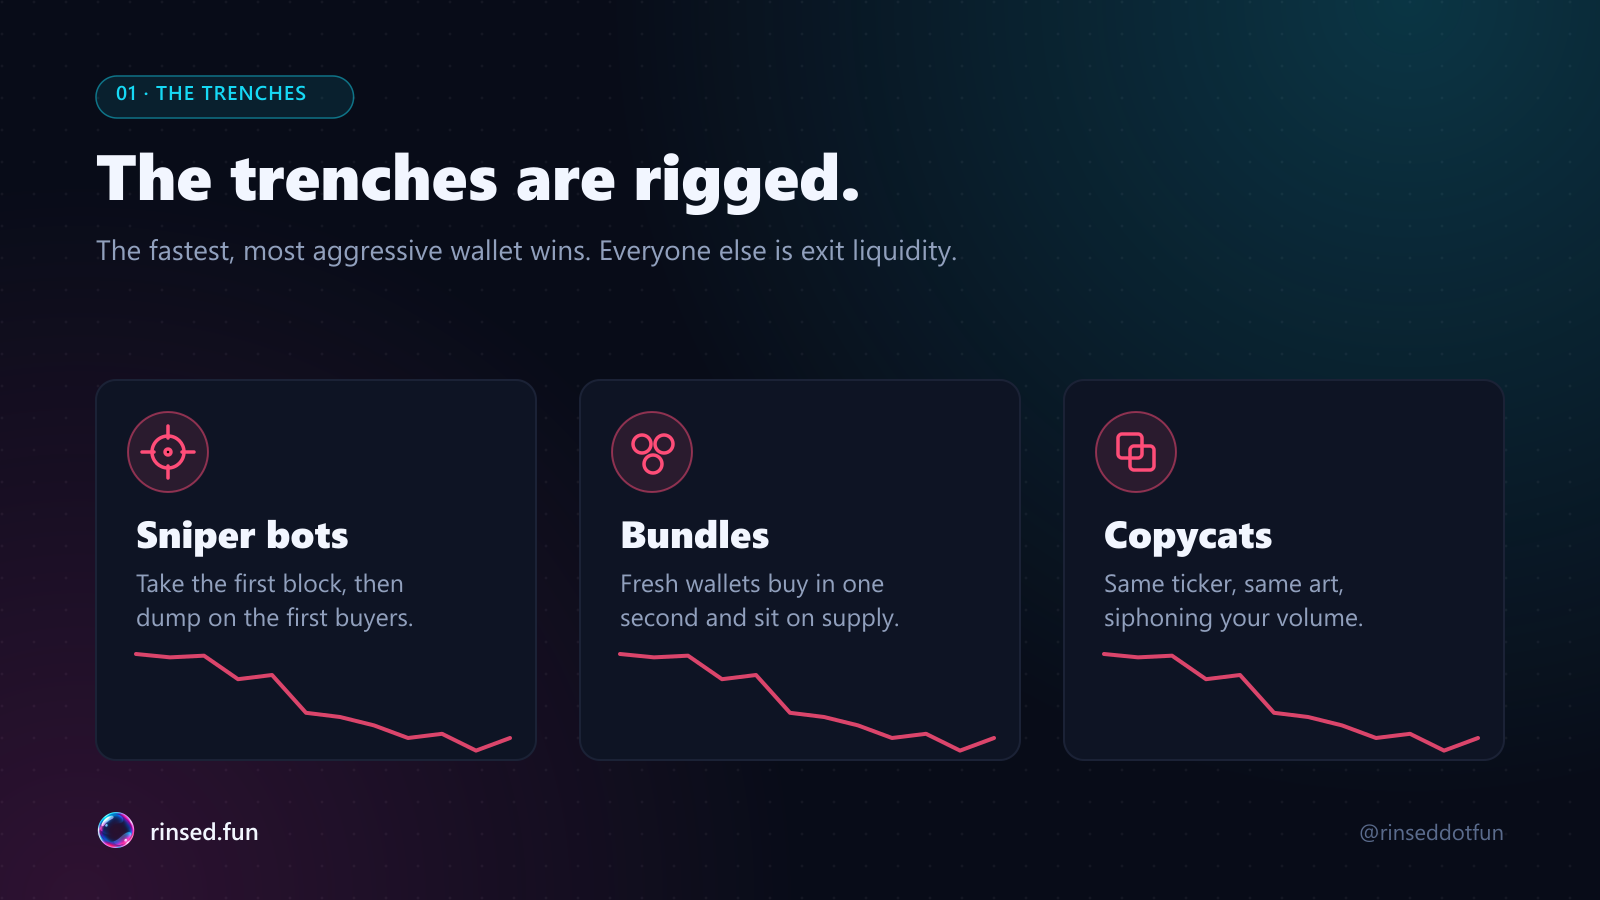 01 · THE TRENCHES
The trenches are rigged.
The fastest, most aggressive wallet wins. Everyone else is exit liquidity.
Sniper bots
Take the first block, then
dump on the first buyers.
Bundles
Fresh wallets buy in one
second and sit on supply.
Copycats
Same ticker, same art,
siphoning your volume.
rinsed.fun
@rinseddotfun